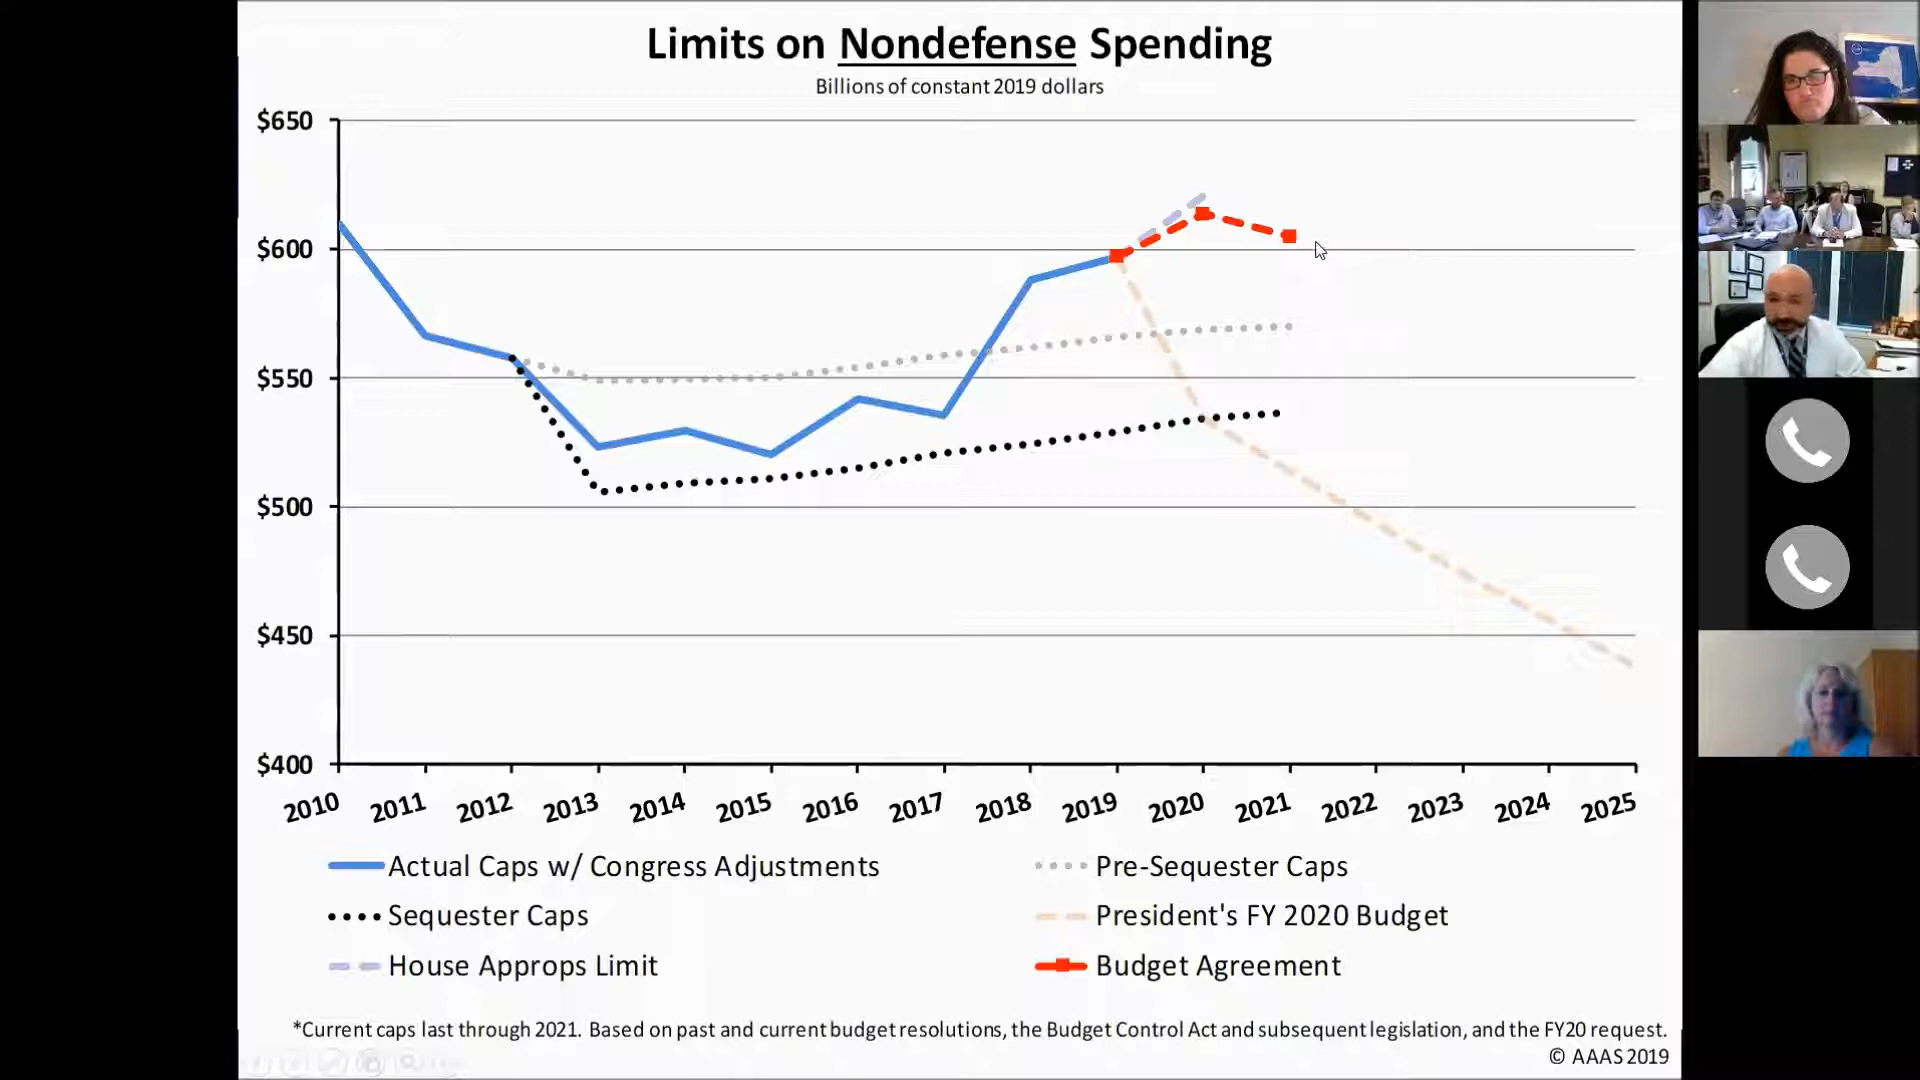 Limits on Nondefense Spending
Billions of constant 2019 dollars
$650
$600
$550
$500
$450
$400
2010 2011 2012 2013 2014 2015 2016 2017 2018 2019 2020 2021 2022 2023 2024 2025
Actual Caps w/ Congress Adjustments
Pre-Sequester Caps
Sequester Caps
President's FY 2020 Budget
House Approps Limit
Budget Agreement
*Current caps last through 2021. Based on past and current budget resolutions, the Budget Control Act and subsequent legislation, and the FY20 request.
© AAAS 2019